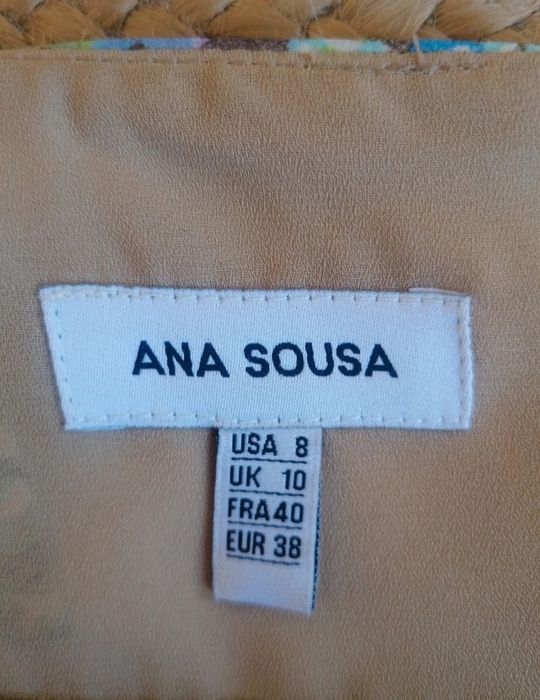 ANA SOUSA
USA 8
UK 10
FRA 40
EUR 38